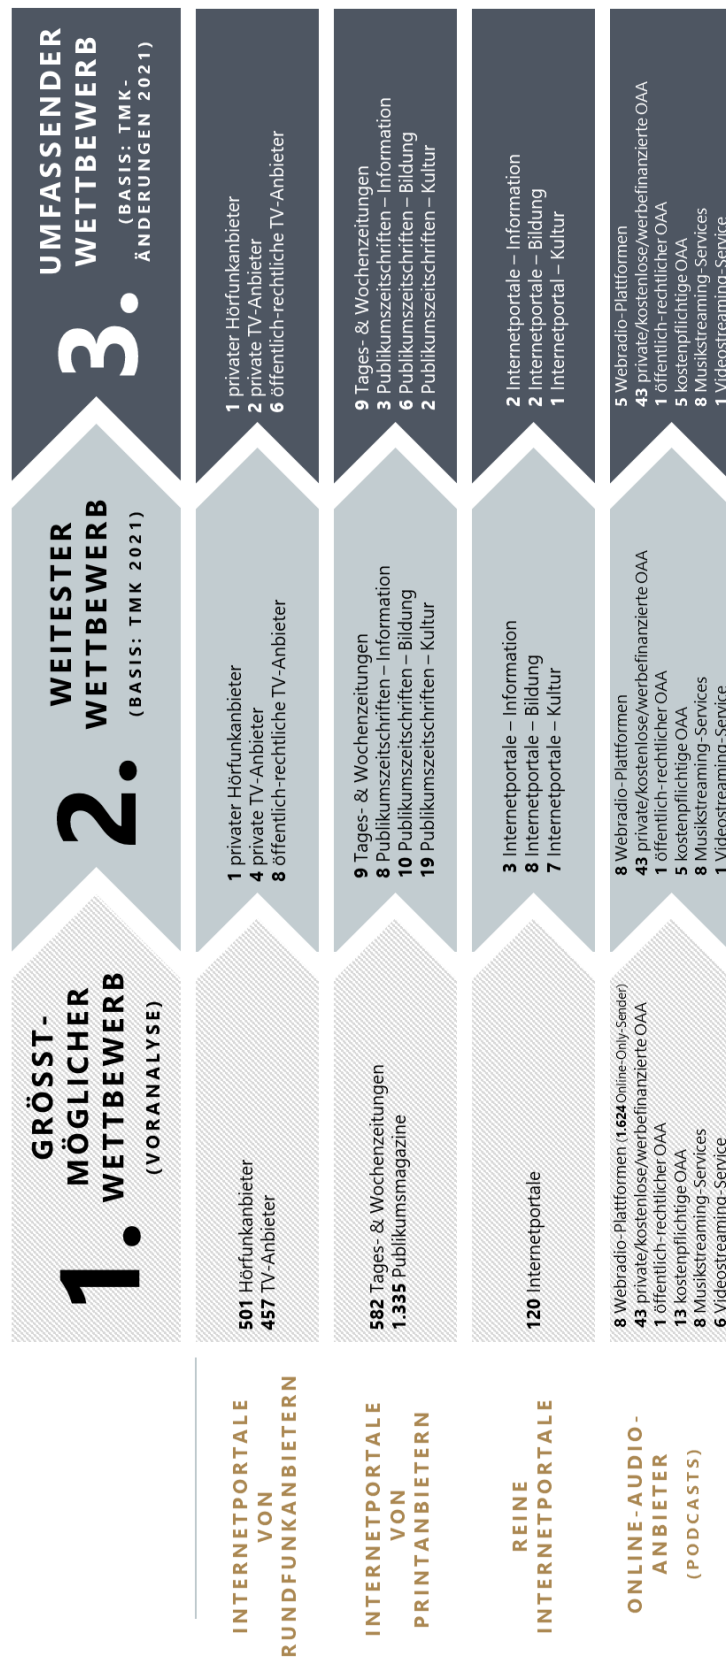 1.
GRÖSST-
MÖGLICHER
WETTBEWERB
(VORANALYSE)
2.
WEITESTER
WETTBEWERB
(BASIS: TMK 2021)
3.
UMFASSENDER
WETTBEWERB
(BASIS: TMK-
ÄNDERUNGEN 2021)
INTERNETPORTALE
VON
RUNDFUNKANBIETERN
501 Hörfunkanbieter
457 TV-Anbieter
1 privater Hörfunkanbieter
4 private TV-Anbieter
8 öffentlich-rechtliche TV-Anbieter
1 privater Hörfunkanbieter
2 private TV-Anbieter
6 öffentlich-rechtliche TV-Anbieter
INTERNETPORTALE
VON
PRINTANBIETERN
582 Tages- & Wochenzeitungen
1.335 Publikumsmagazine
9 Tages- & Wochenzeitungen
8 Publikumszeitschriften – Information
10 Publikumszeitschriften – Bildung
19 Publikumszeitschriften – Kultur
9 Tages- & Wochenzeitungen
3 Publikumszeitschriften – Information
6 Publikumszeitschriften – Bildung
2 Publikumszeitschriften – Kultur
REINE
INTERNETPORTALE
120 Internetportale
3 Internetportale – Information
8 Internetportale – Bildung
7 Internetportale – Kultur
2 Internetportale – Information
2 Internetportale – Bildung
1 Internetportal – Kultur
ONLINE-AUDIO-
ANBIETER
(PODCASTS)
8 Webradio-Plattformen (1.624 Online-Only-Sender)
43 private/kostenlose/werbefinanzierte OAA
1 öffentlich-rechtlicher OAA
13 kostenpflichtige OAA
8 Musikstreaming-Services
6 Videostreaming-Service
8 Webradio-Plattformen
43 private/kostenlose/werbefinanzierte OAA
1 öffentlich-rechtlicher OAA
5 kostenpflichtige OAA
8 Musikstreaming-Services
1 Videostreaming-Service
5 Webradio-Plattformen
43 private/kostenlose/werbefinanzierte OAA
1 öffentlich-rechtlicher OAA
5 kostenpflichtige OAA
8 Musikstreaming-Services
1 Videostreaming-Service